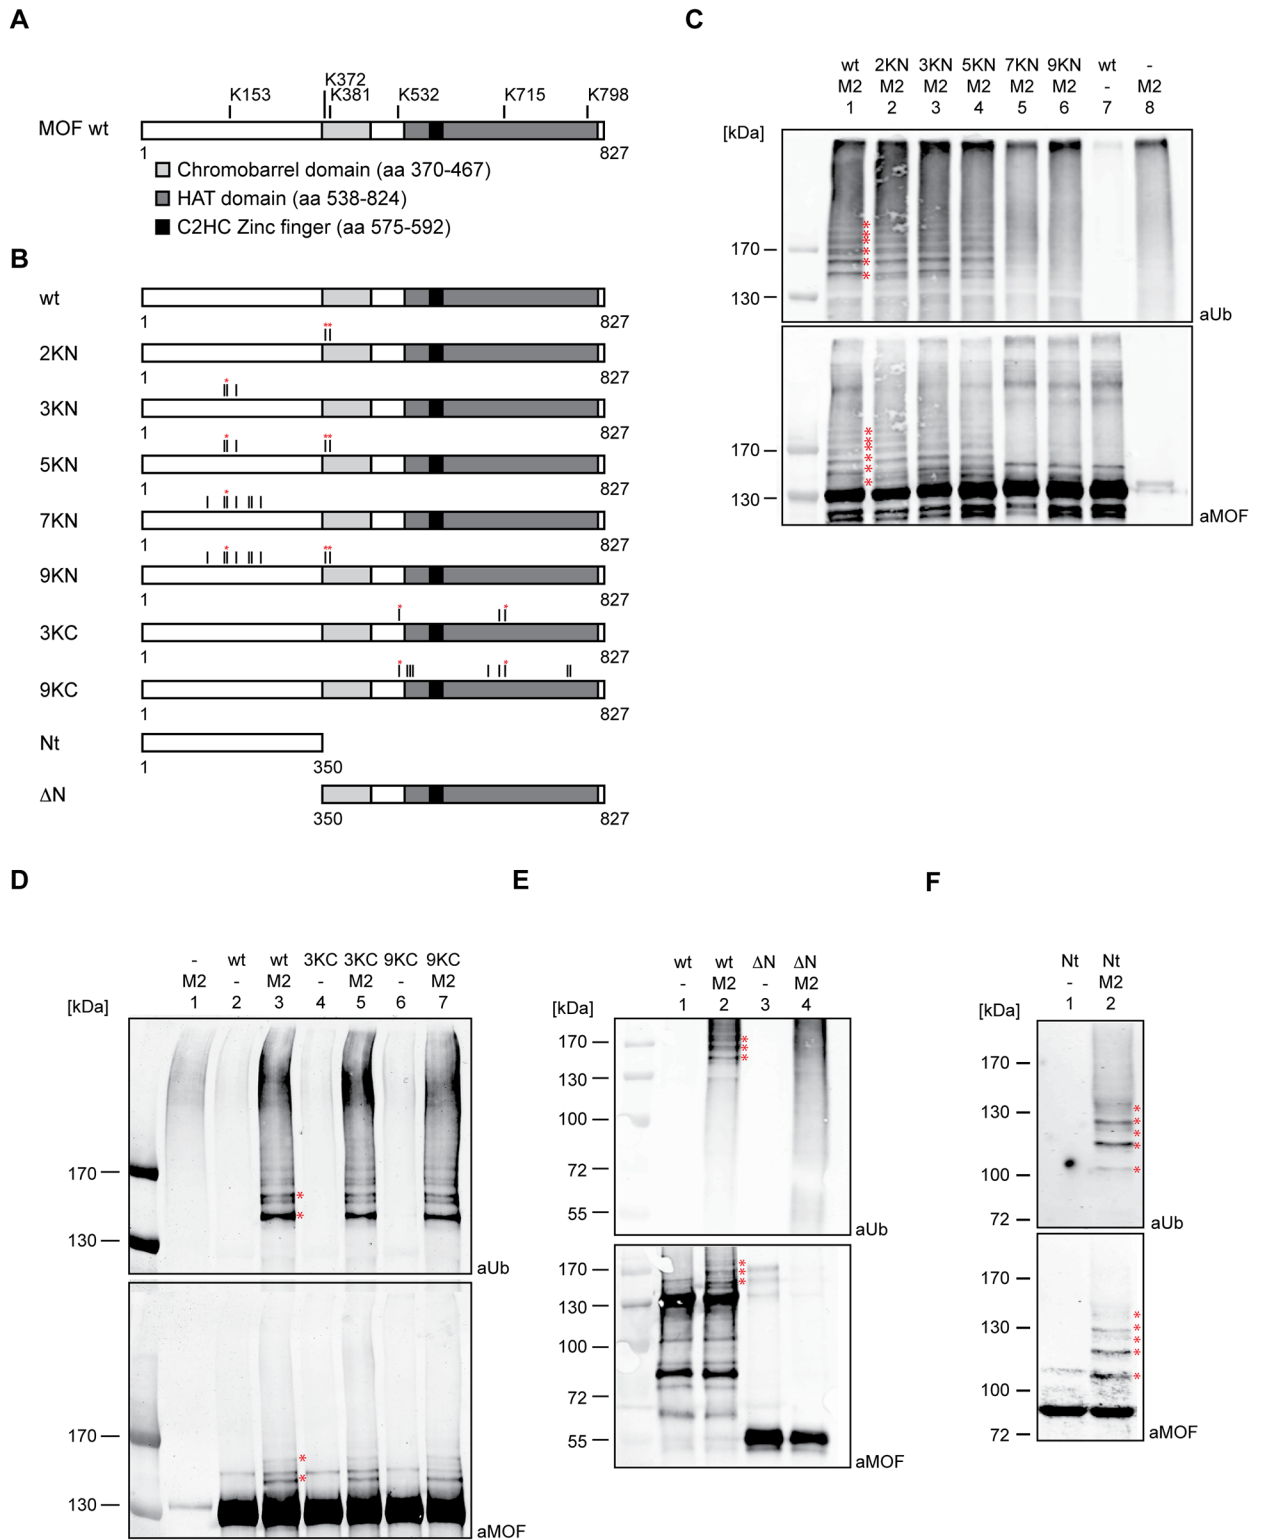 A
K372
K153 K381 K532 K715 K798
MOF wt
1 827
Chromobarrel domain (aa 370-467)
HAT domain (aa 538-824)
C2HC Zinc finger (aa 575-592)
B
wt
1 827
**
2KN
1 827
*
3KN
1 827
* **
5KN
1 827
*
7KN
1 827
* **
9KN
1 827
* *
3KC
1 827
* *
9KC
1 827
Nt
1 350
ΔN
350 827
C
wt 2KN 3KN 5KN 7KN 9KN wt -
M2 M2 M2 M2 M2 M2 - M2
1 2 3 4 5 6 7 8
[kDa]
170
130
aUb
170
130
aMOF
D
- wt wt 3KC 3KC 9KC 9KC
M2 - M2 - M2 - M2
1 2 3 4 5 6 7
[kDa]
170
*
*
130
aUb
170
*
*
130
aMOF
E
wt wt ΔN ΔN
- M2 - M2
1 2 3 4
[kDa]
170
*
*
*
130
100
72
55
aUb
170
*
*
*
130
100
72
55
aMOF
F
Nt Nt
- M2
1 2
[kDa]
170
130
*
*
*
*
100
*
72
aUb
170
*
130
*
*
*
*
100
72
aMOF